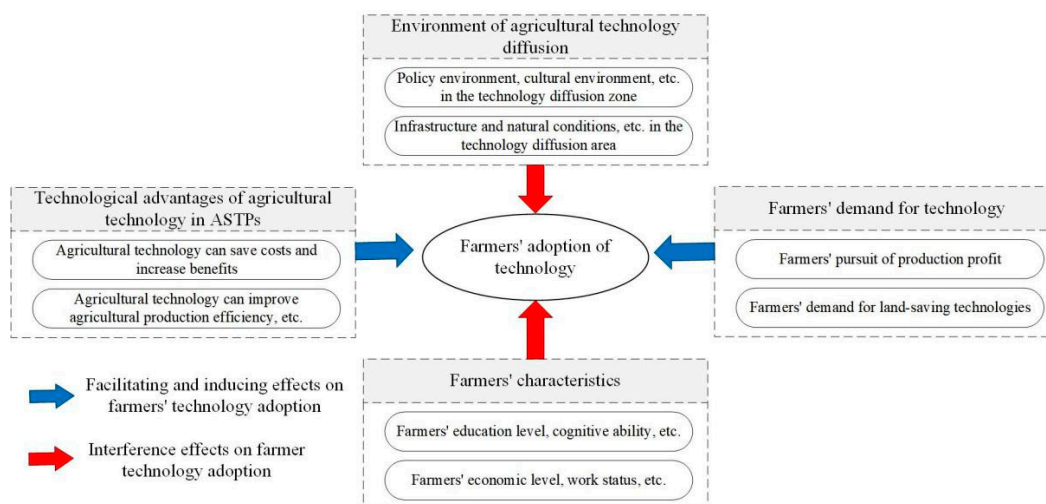 Environment of agricultural technology
diffusion
Policy environment, cultural environment, etc.
in the technology diffusion zone
Infrastructure and natural conditions, etc. in the
technology diffusion area
Technological advantages of agricultural
technology in ASTPs
Agricultural technology can save costs and
increase benefits
Agricultural technology can improve
agricultural production efficiency, etc.
Farmers' adoption of
technology
Farmers' demand for technology
Farmers' pursuit of production profit
Farmers' demand for land-saving technologies
Farmers' characteristics
Farmers' education level, cognitive ability, etc.
Farmers' economic level, work status, etc.
Facilitating and inducing effects on
farmers' technology adoption
Interference effects on farmer
technology adoption